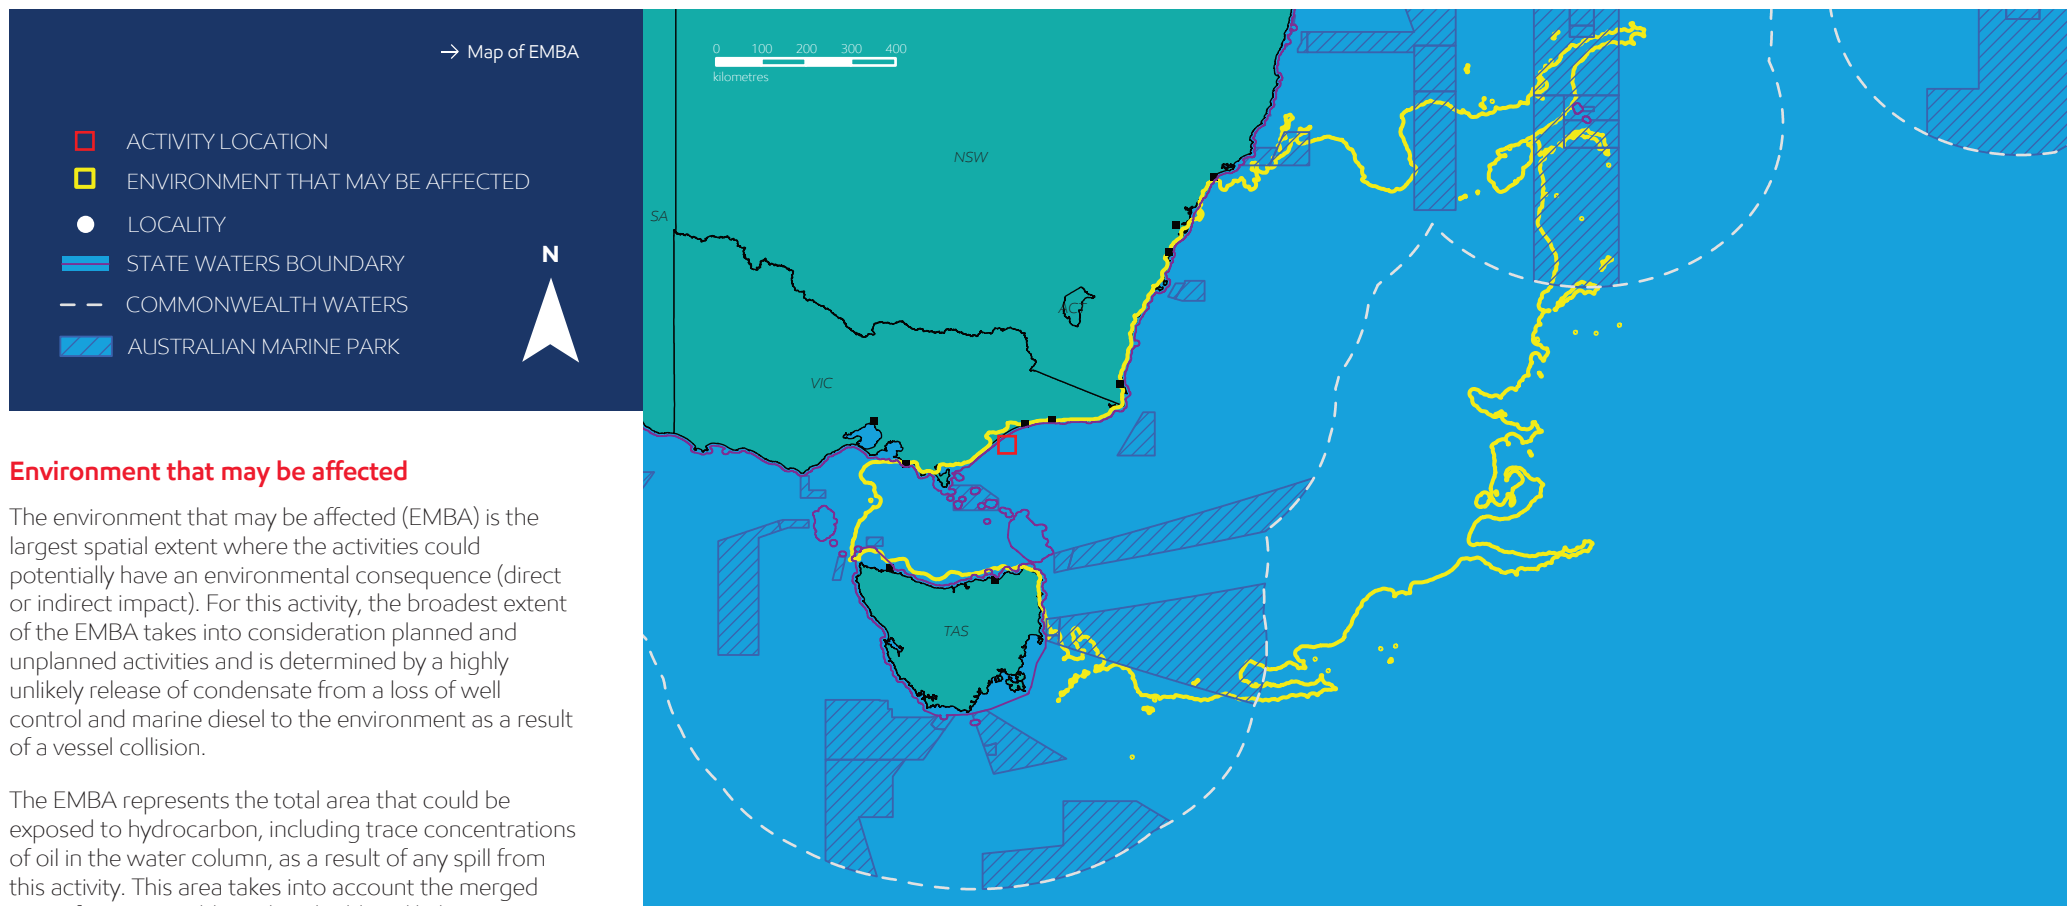 → Map of EMBA
ACTIVITY LOCATION
ENVIRONMENT THAT MAY BE AFFECTED
LOCALITY
STATE WATERS BOUNDARY
COMMONWEALTH WATERS
AUSTRALIAN MARINE PARK
N
Environment that may be affected
The environment that may be affected (EMBA) is the
largest spatial extent where the activities could
potentially have an environmental consequence (direct
or indirect impact). For this activity, the broadest extent
of the EMBA takes into consideration planned and
unplanned activities and is determined by a highly
unlikely release of condensate from a loss of well
control and marine diesel to the environment as a result
of a vessel collision.
The EMBA represents the total area that could be
exposed to hydrocarbon, including trace concentrations
of oil in the water column, as a result of any spill from
this activity. This area takes into account the merged
0 100 200 300 400
kilometres
NSW
SA
ACT
VIC
TAS